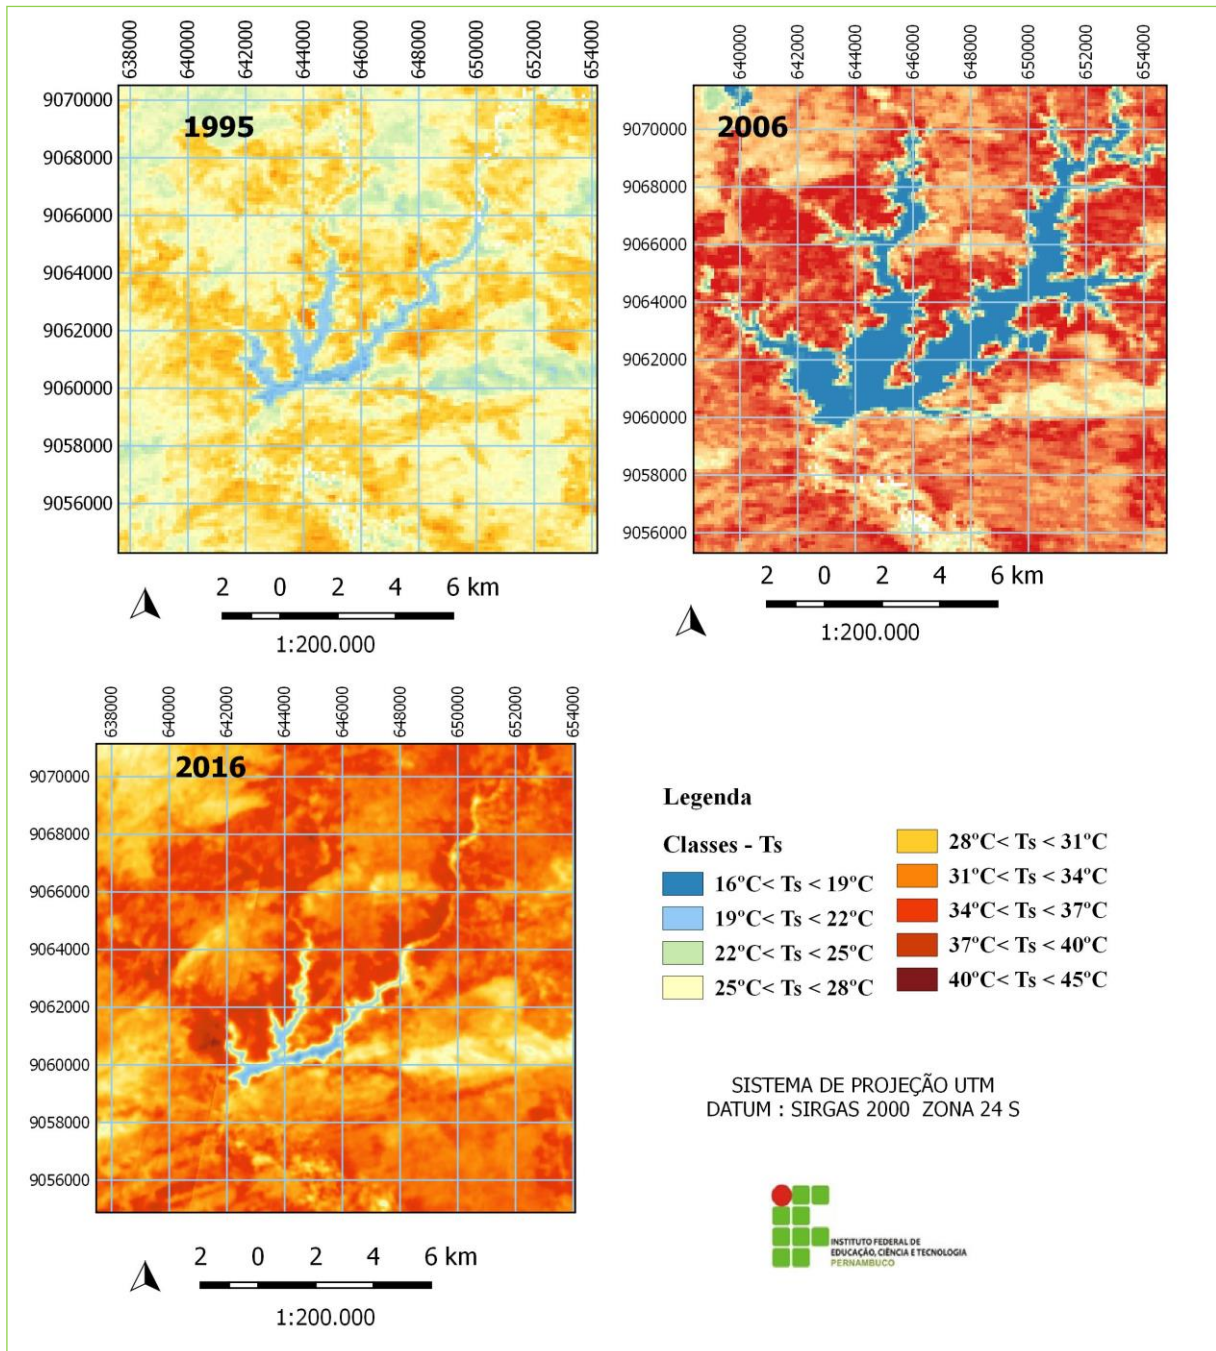 638000 640000 642000 644000 646000 648000 650000 652000 654000
1995
9070000
9068000
9066000
9064000
9062000
9060000
9058000
9056000
2 0 2 4 6 km
1:200.000
640000 642000 644000 646000 648000 650000 652000 654000
2006
9070000
9068000
9066000
9064000
9062000
9060000
9058000
9056000
2 0 2 4 6 km
1:200.000
638000 640000 642000 644000 646000 648000 650000 652000 654000
2016
9070000
9068000
9066000
9064000
9062000
9060000
9058000
9056000
2 0 2 4 6 km
1:200.000
Legenda
Classes - Ts
16ºC< Ts < 19ºC
19ºC< Ts < 22ºC
22ºC< Ts < 25ºC
25ºC< Ts < 28ºC
28ºC< Ts < 31ºC
31ºC< Ts < 34ºC
34ºC< Ts < 37ºC
37ºC< Ts < 40ºC
40ºC< Ts < 45ºC
SISTEMA DE PROJEÇÃO UTM
DATUM : SIRGAS 2000 ZONA 24 S
INSTITUTO FEDERAL DE
EDUCAÇÃO, CIÊNCIA E TECNOLOGIA
PERNAMBUCO